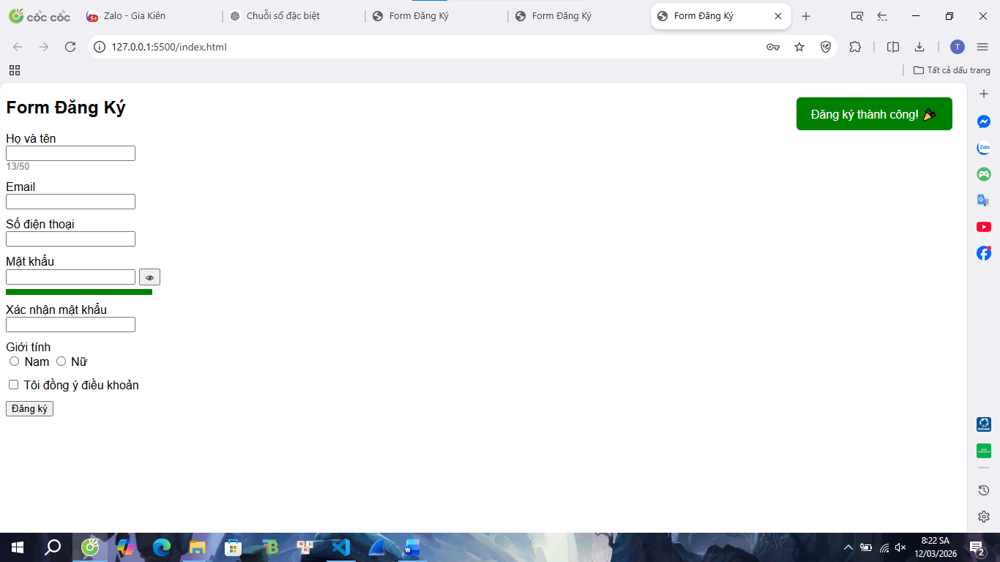 cốc cốc
5+
Zalo - Gia Kiên
Chuỗi số đặc biệt
Form Đăng Ký
Form Đăng Ký
Form Đăng Ký
127.0.0.1:5500/index.html
T
Tất cả dấu trang
Form Đăng Ký
Đăng ký thành công! 🎉
Họ và tên
13/50
Email
Số điện thoại
Mật khẩu
Xác nhận mật khẩu
Giới tính
Nam Nữ
Tôi đồng ý điều khoản
Đăng ký
Zalo
8:22 SA
12/03/2026
2